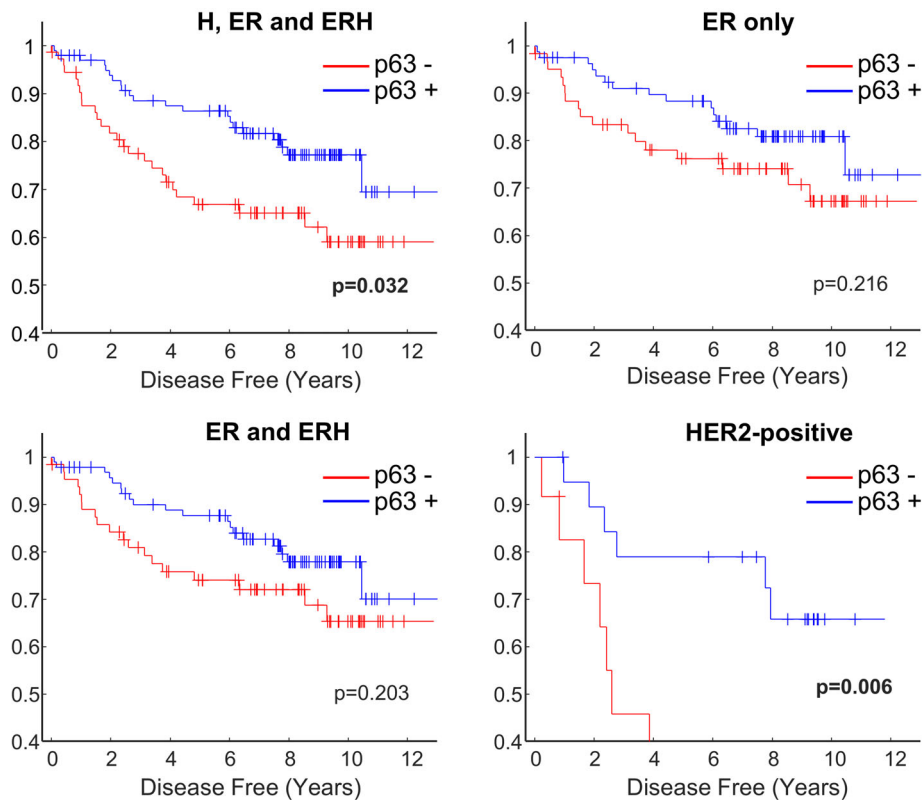 H, ER and ERH
p63 -
p63 +
1
0.9
0.8
0.7
0.6
0.5
0.4
p=0.032
0 2 4 6 8 10 12
Disease Free (Years)
ER only
p63 -
p63 +
1
0.9
0.8
0.7
0.6
0.5
0.4
p=0.216
0 2 4 6 8 10 12
Disease Free (Years)
ER and ERH
p63 -
p63 +
1
0.9
0.8
0.7
0.6
0.5
0.4
p=0.203
0 2 4 6 8 10 12
Disease Free (Years)
HER2-positive
p63 -
p63 +
1
0.9
0.8
0.7
0.6
0.5
0.4
p=0.006
0 2 4 6 8 10 12
Disease Free (Years)